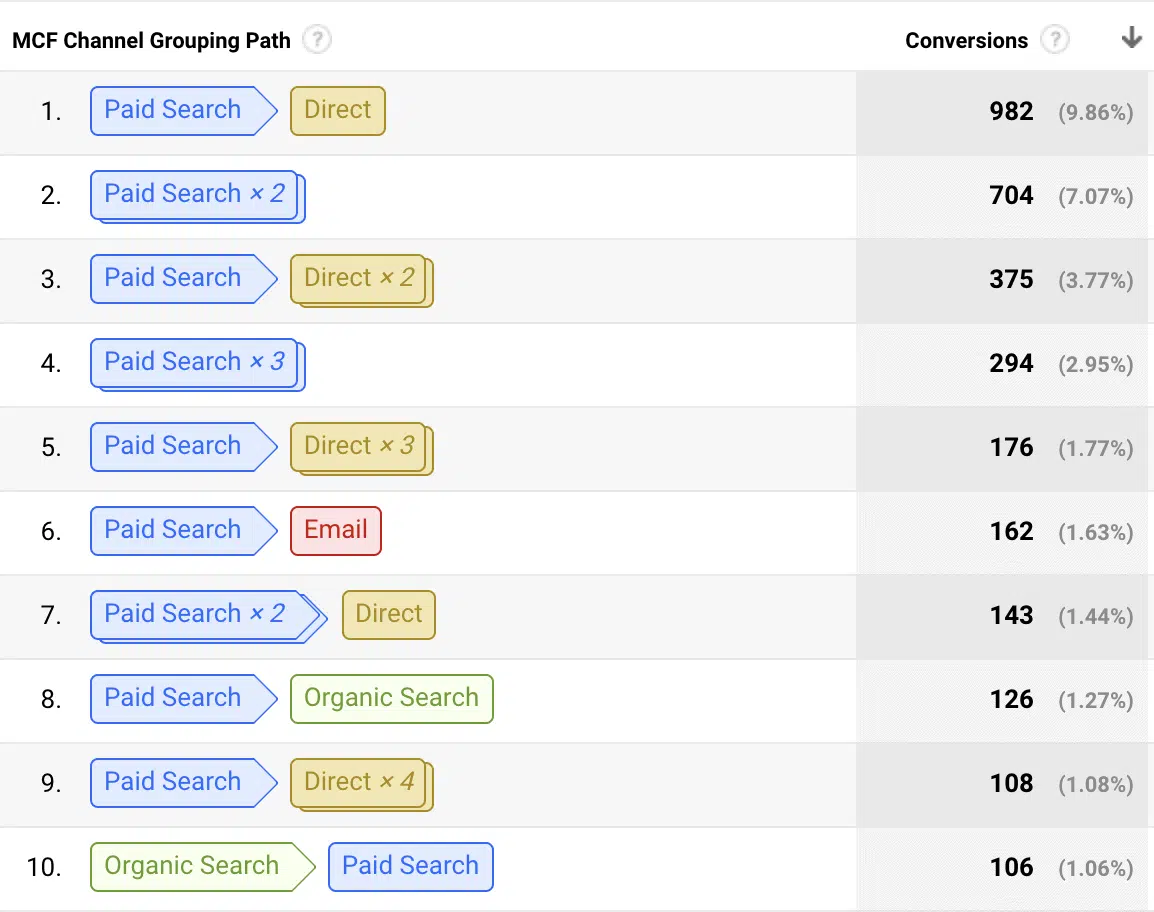 MCF Channel Grouping Path ? Conversions ?
1. Paid Search Direct 982 (9.86%)
2. Paid Search × 2 704 (7.07%)
3. Paid Search Direct × 2 375 (3.77%)
4. Paid Search × 3 294 (2.95%)
5. Paid Search Direct × 3 176 (1.77%)
6. Paid Search Email 162 (1.63%)
7. Paid Search × 2 Direct 143 (1.44%)
8. Paid Search Organic Search 126 (1.27%)
9. Paid Search Direct × 4 108 (1.08%)
10. Organic Search Paid Search 106 (1.06%)